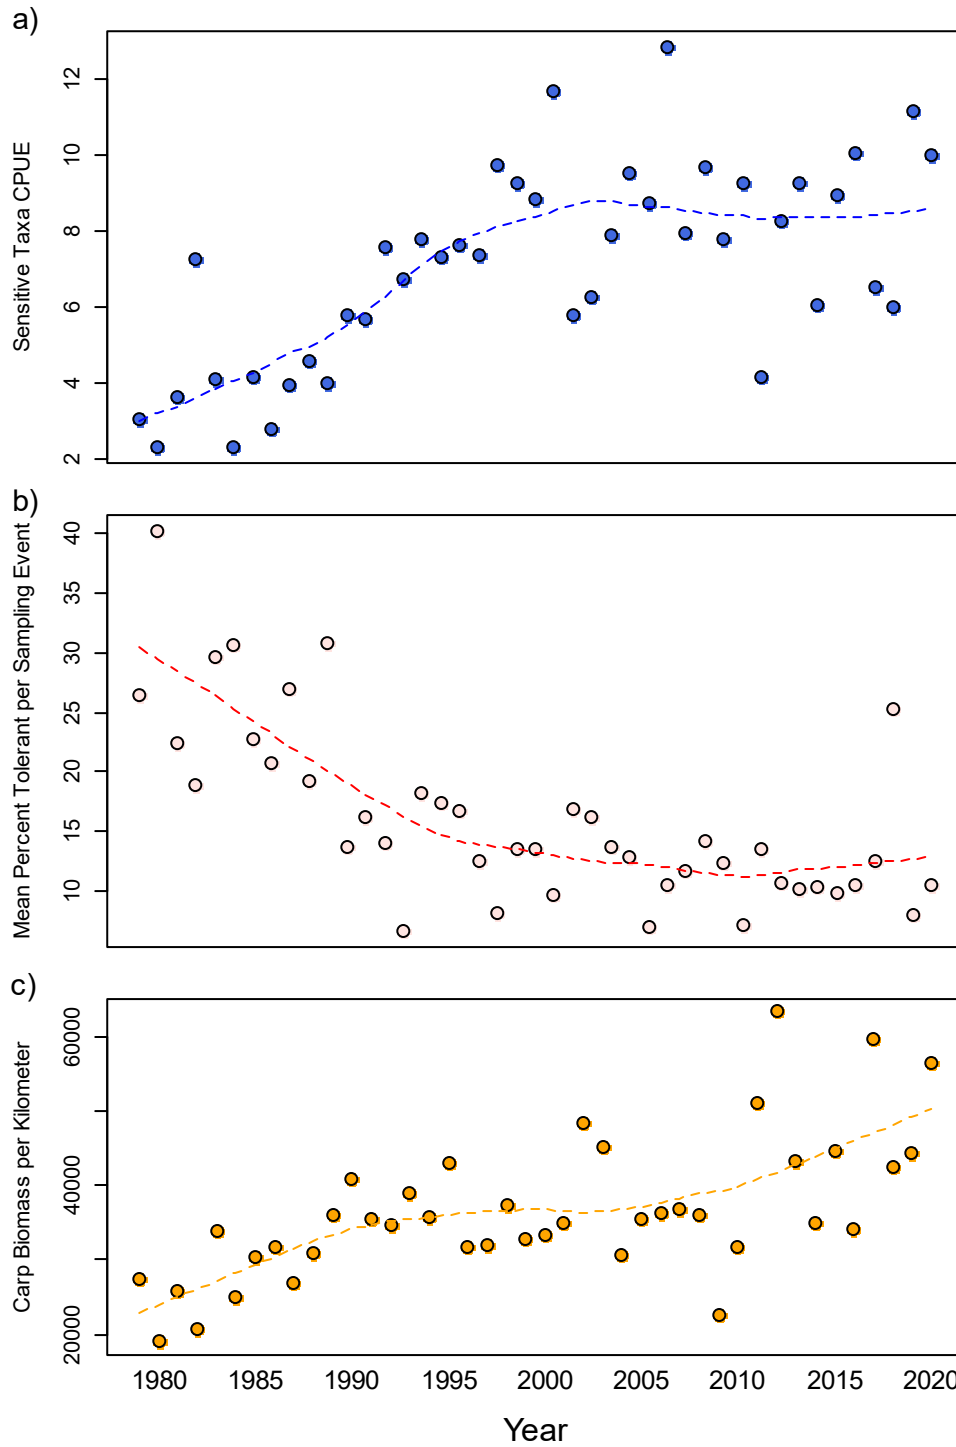 a)
Sensitive Taxa CPUE
12
10
8
6
4
2
b)
Mean Percent Tolerant per Sampling Event
40
35
30
25
20
15
10
c)
Carp Biomass per Kilometer
60000
40000
20000
1980 1985 1990 1995 2000 2005 2010 2015 2020
Year